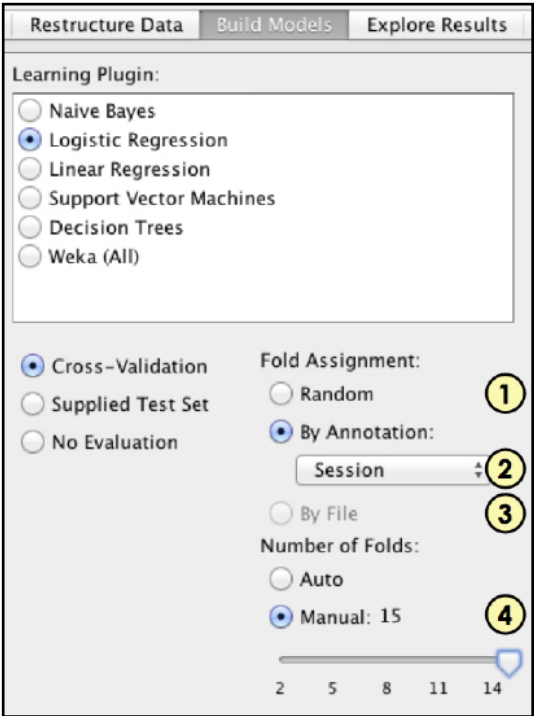 Restructure Data Build Models Explore Results
Learning Plugin:
Naive Bayes
Logistic Regression
Linear Regression
Support Vector Machines
Decision Trees
Weka (All)
Cross-Validation
Supplied Test Set
No Evaluation
Fold Assignment:
Random 1
By Annotation:
Session 2
By File 3
Number of Folds:
Auto
Manual: 15 4
2 5 8 11 14